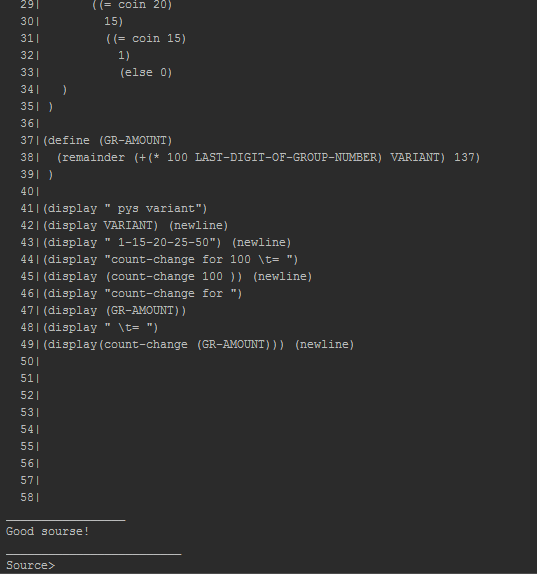 29|       ((= coin 20)
30|         15)
31|         ((= coin 15)
32|           1)
33|           (else 0)
34|   )
35| )
36|
37|(define (GR-AMOUNT)
38|  (remainder (+(* 100 LAST-DIGIT-OF-GROUP-NUMBER) VARIANT) 137)
39| )
40|
41|(display " pys variant")
42|(display VARIANT) (newline)
43|(display " 1-15-20-25-50") (newline)
44|(display "count-change for 100 \t= ")
45|(display (count-change 100 )) (newline)
46|(display "count-change for ")
47|(display (GR-AMOUNT))
48|(display " \t= ")
49|(display(count-change (GR-AMOUNT))) (newline)
50|
51|
52|
53|
54|
55|
56|
57|
58|
Good sourse!
Source>